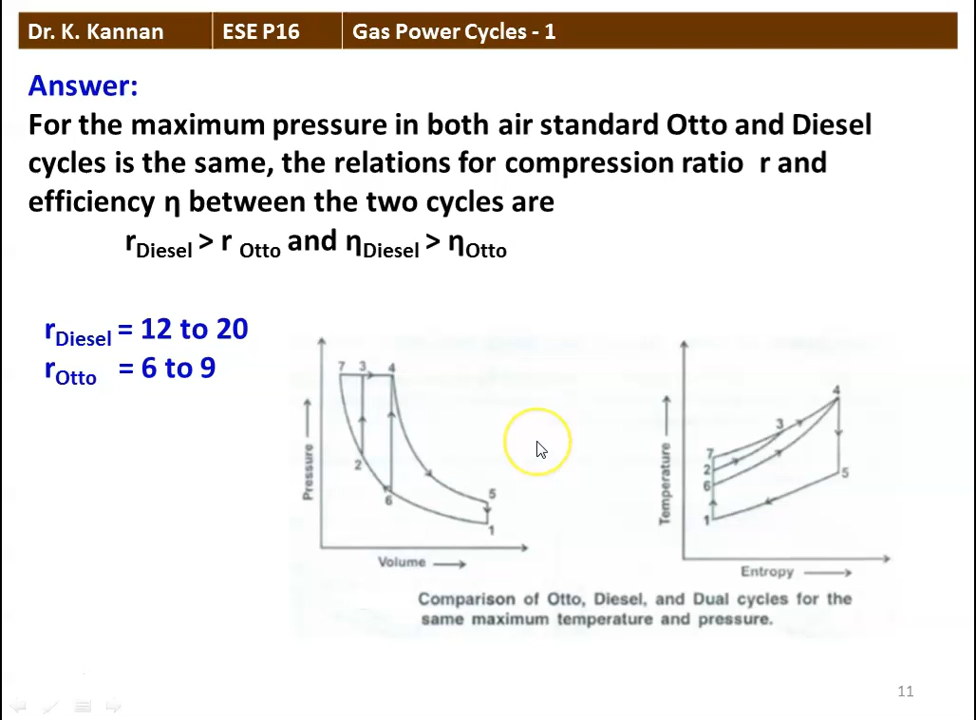 Dr. K. Kannan ESE P16 Gas Power Cycles - 1
Answer:
For the maximum pressure in both air standard Otto and Diesel
cycles is the same, the relations for compression ratio r and
efficiency η between the two cycles are
rDiesel > r Otto and ηDiesel > ηOtto
rDiesel = 12 to 20
rOtto = 6 to 9
Pressure
7 3 4
2
6
5
1
Volume
Temperature
4
3
7
2
6
5
1
Entropy
Comparison of Otto, Diesel, and Dual cycles for the
same maximum temperature and pressure.
11